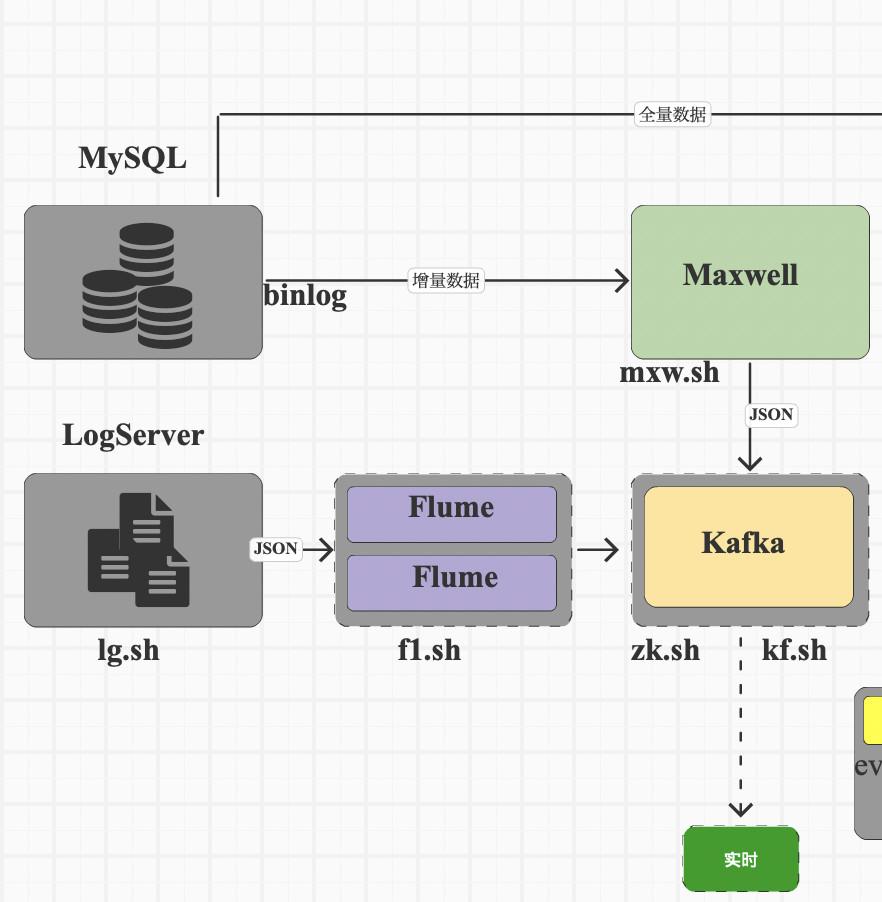 全量数据
MySQL
binlog
增量数据
Maxwell
mxw.sh
JSON
LogServer
JSON
Flume
Flume
Kafka
lg.sh
f1.sh
zk.sh
kf.sh
ev
实时